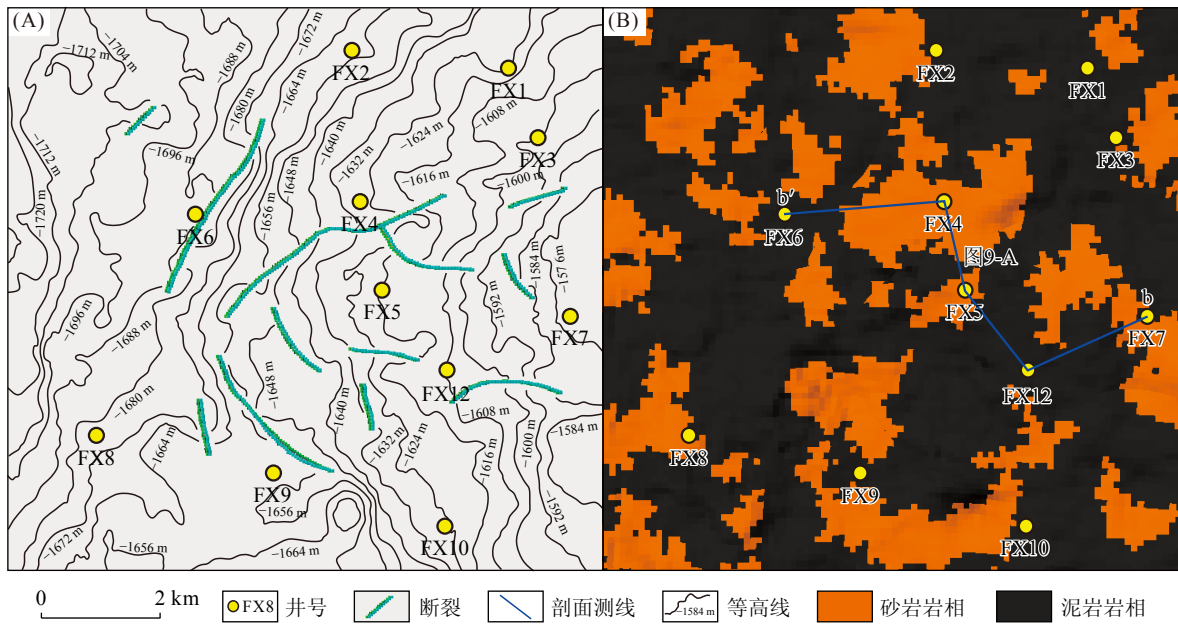 (A)
−1712 m
−1704 m
−1688 m
−1672 m
−1664 m
−1680 m
FX2
FX1
−1608 m
−1640 m
−1624 m
FX3
−1712 m
−1696 m
−1632 m
−1600 m
−1648 m
−1616 m
−1720 m
FX4
FX6
−1656 m
−1584 m
−1576 m
FX5
−1592 m
−1696 m
−1688 m
FX7
−1648 m
FX12
−1680 m
−1640 m
−1608 m
−1664 m
−1632 m
−1624 m
−1600 m
−1584 m
FX8
−1616 m
FX9
−1656 m
−1592 m
−1672 m
−1656 m
−1664 m
FX10
(B)
FX2
FX1
FX3
b′
FX6
FX4
图9-A
FX5
b
FX7
FX12
FX8
FX9
FX10
0 2 km
FX8 井号
断裂
剖面测线
−1584 m 等高线
砂岩岩相
泥岩岩相